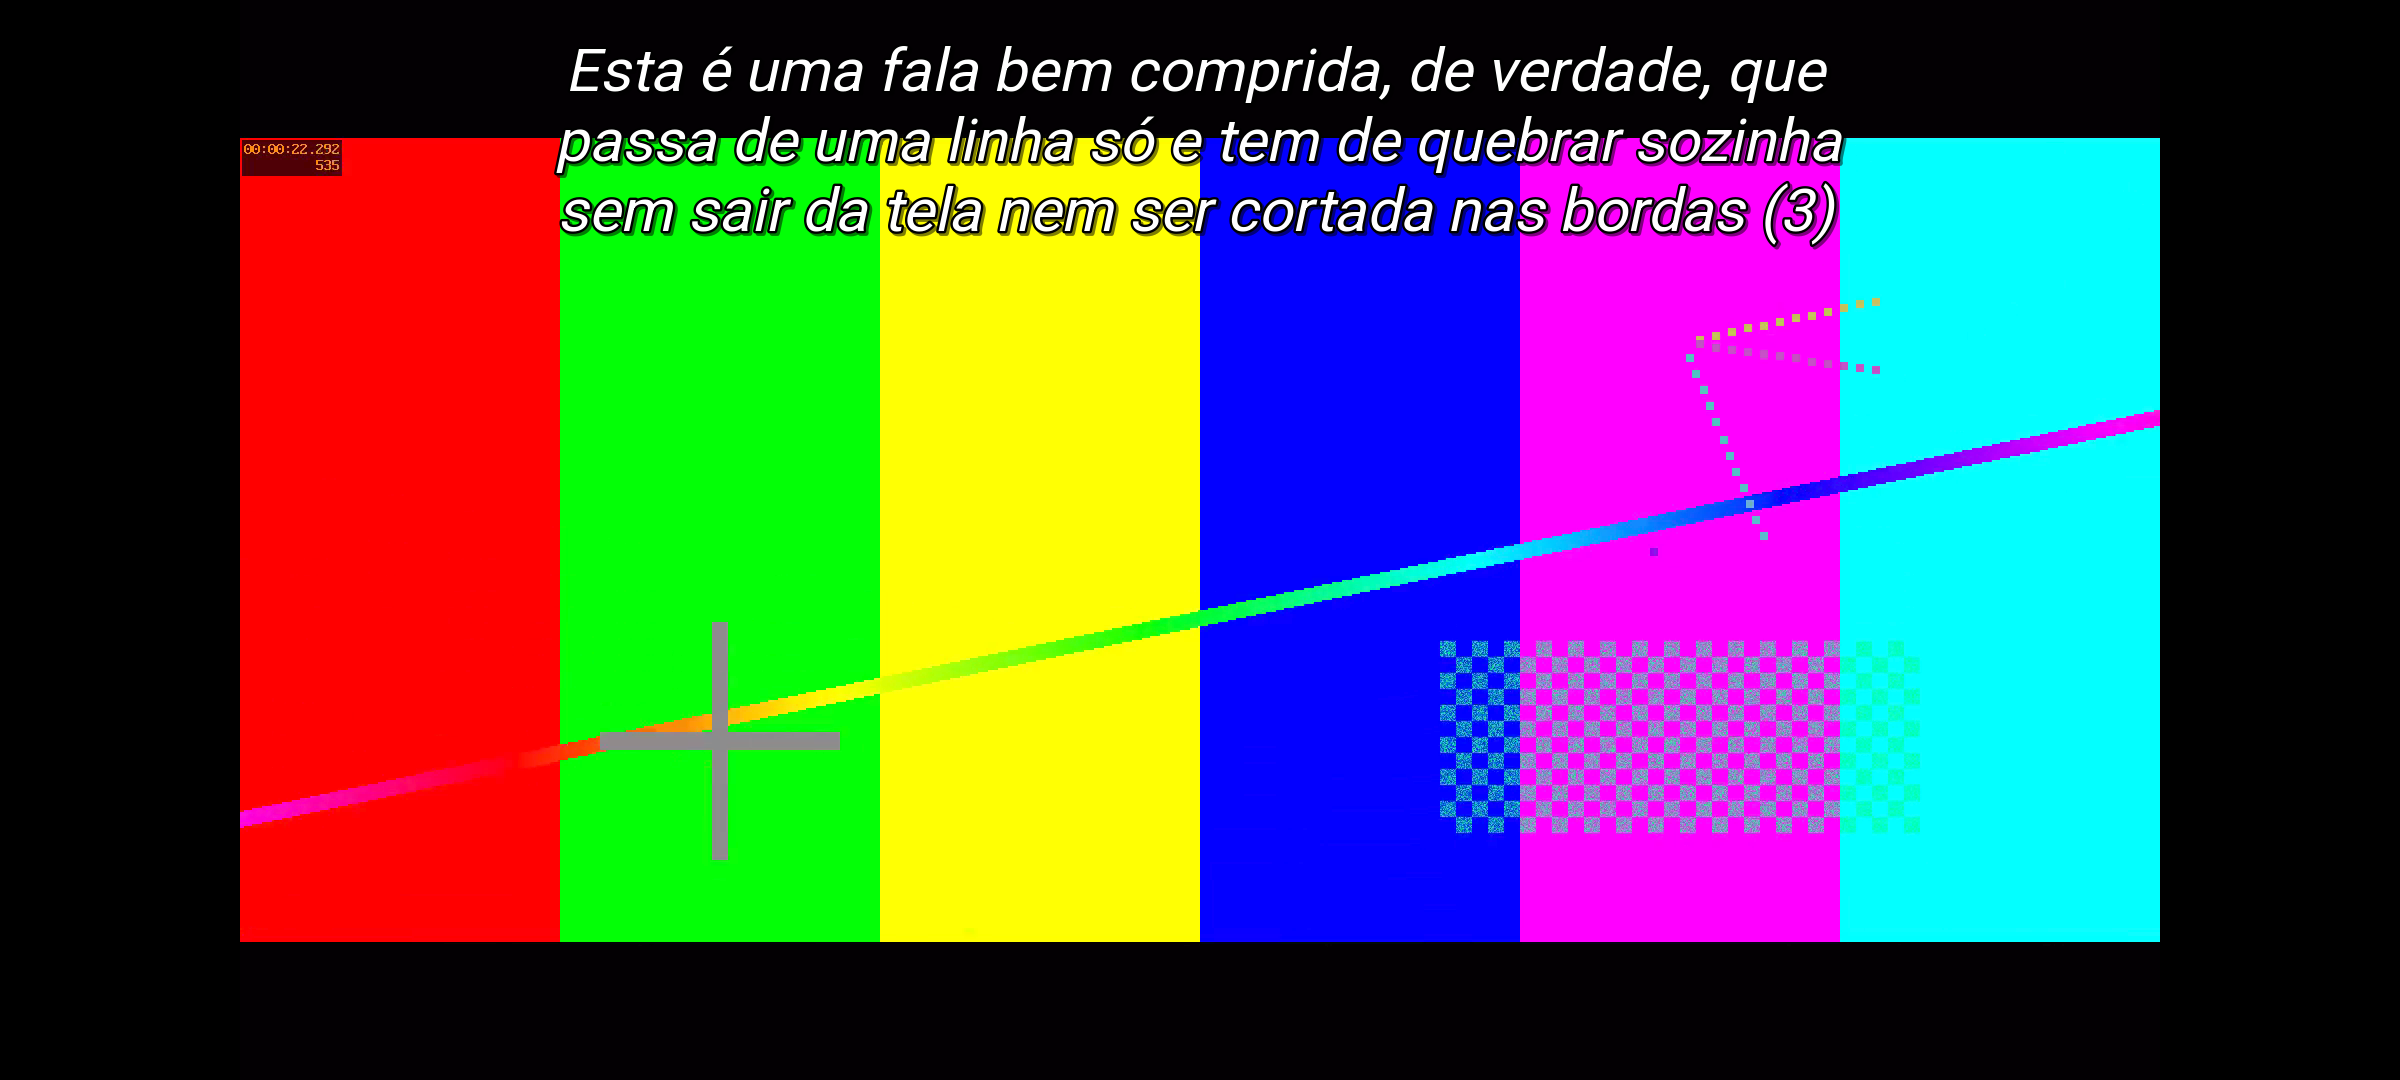 Esta é uma fala bem comprida, de verdade, que
passa de uma linha só e tem de quebrar sozinha
sem sair da tela nem ser cortada nas bordas (3)
00:00:22.292
535